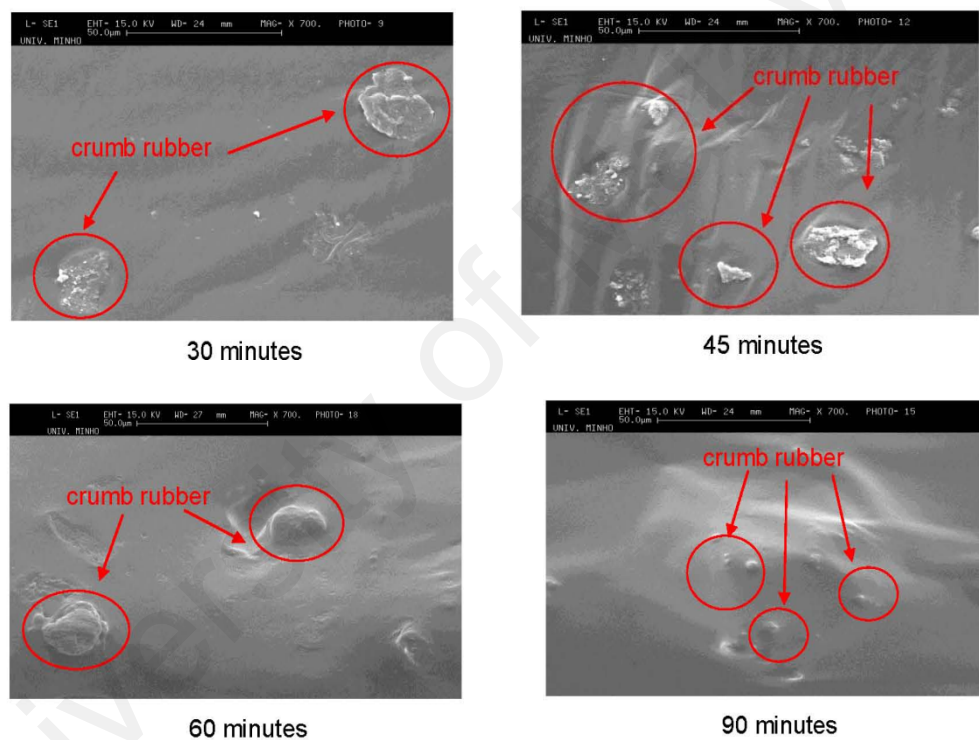 L- SE1 EHT- 15.0 KV WD- 24 mm MAG- X 700. PHOTO- 9
50.0µm
UNIV. MINHO
crumb rubber
30 minutes
L- SE1 EHT- 15.0 KV WD- 24 mm MAG- X 700. PHOTO- 12
50.0µm
UNIV. MINHO
crumb rubber
45 minutes
L- SE1 EHT- 15.0 KV WD- 27 mm MAG- X 700. PHOTO- 18
50.0µm
UNIV. MINHO
crumb rubber
60 minutes
L- SE1 EHT- 15.0 KV WD- 24 mm MAG- X 700. PHOTO- 15
50.0µm
UNIV. MINHO
crumb rubber
90 minutes